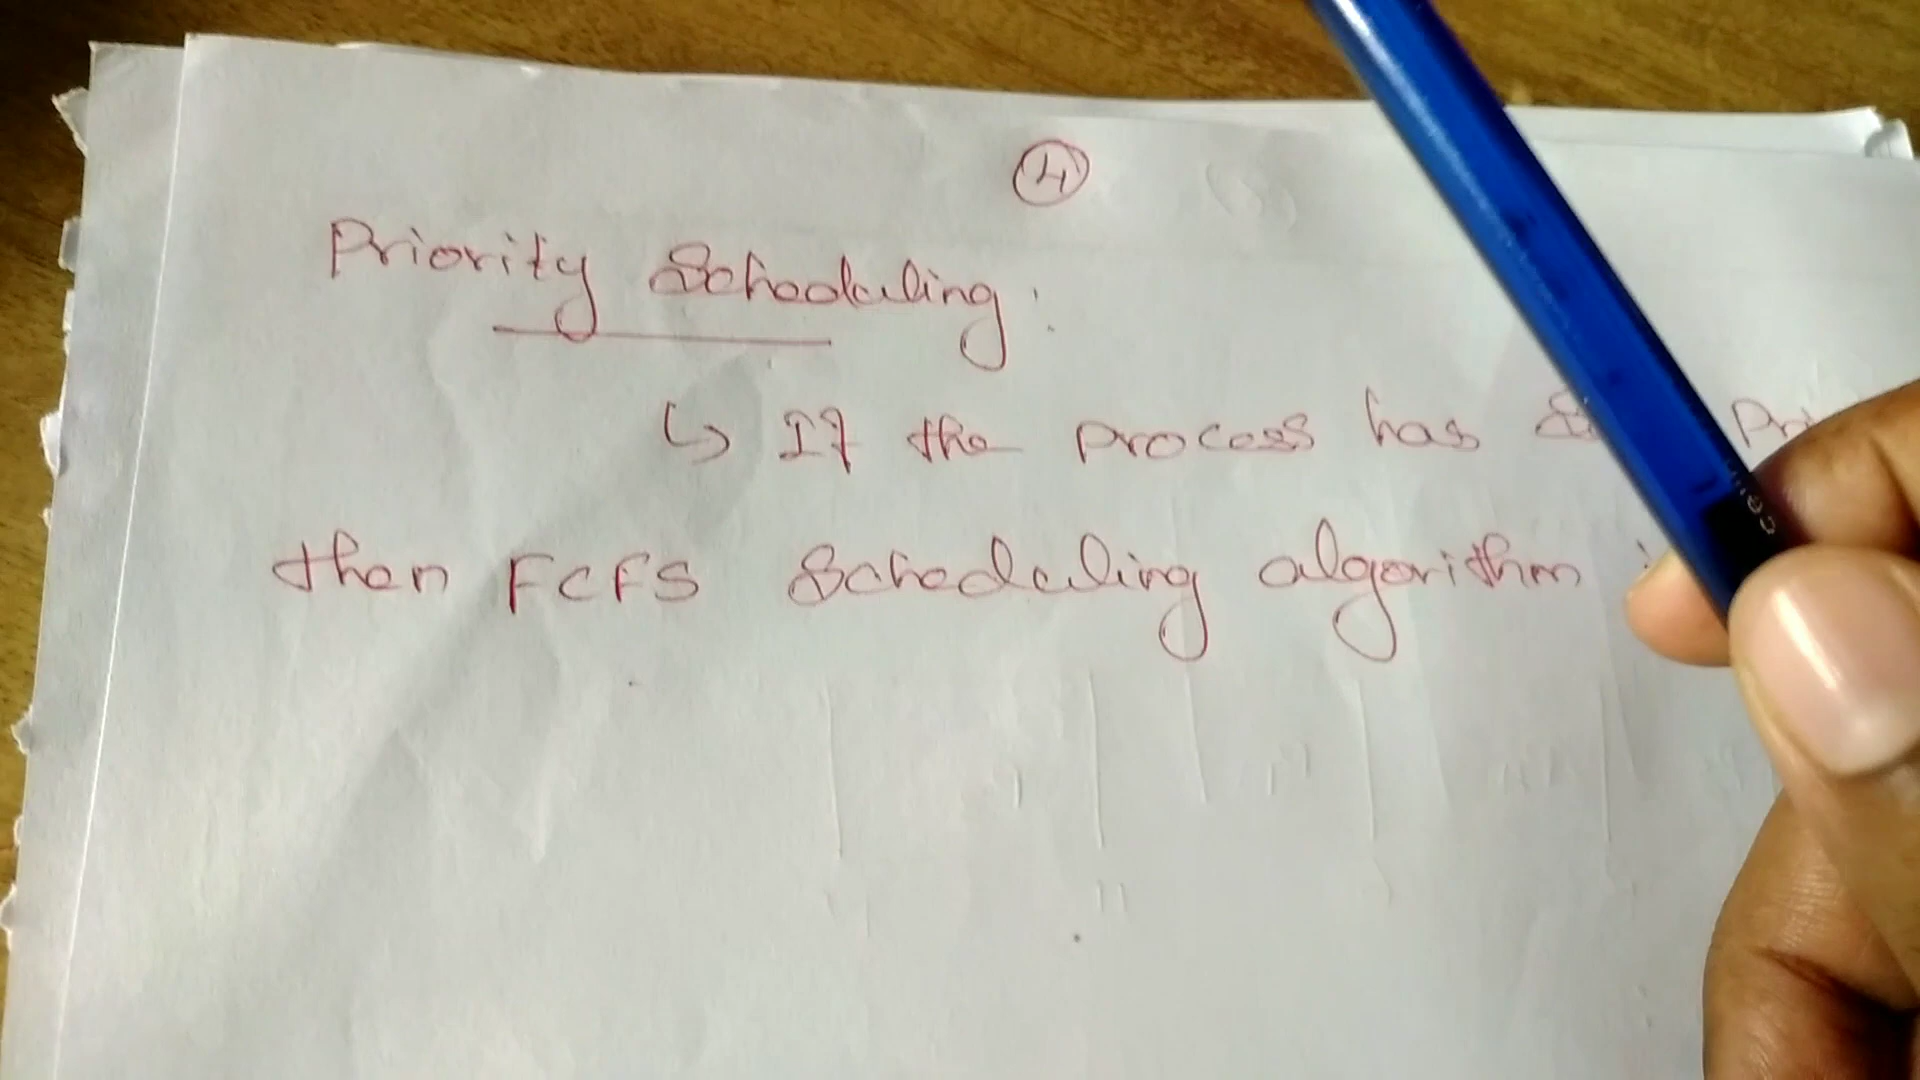 4
Priority Scheduling:
↳ If the process has
then FCFS Scheduling algorithm